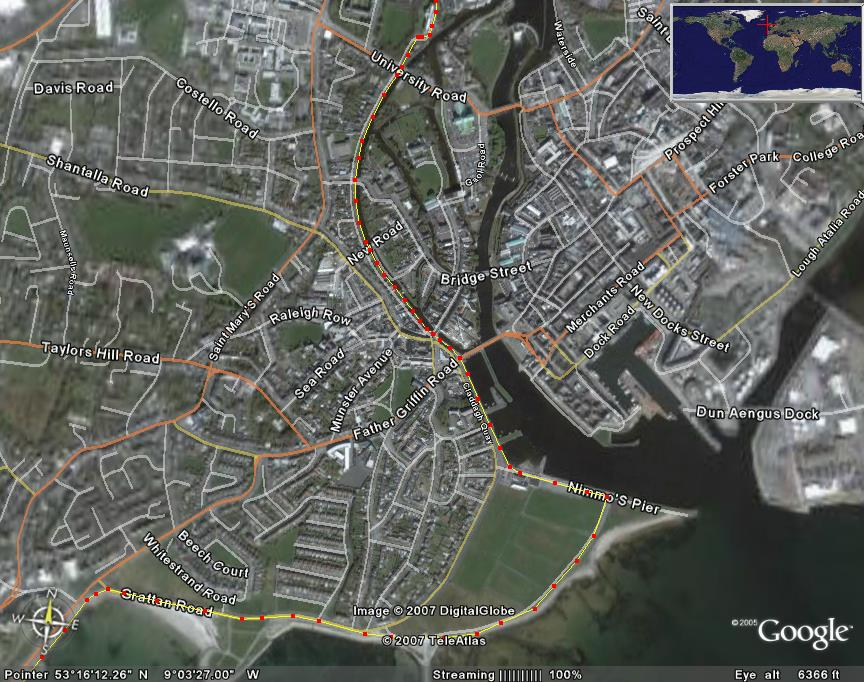 Waterside
Saint
University Road
Davis Road
Costello Road
Prospect Hi
College Roa
Forster Park
Shantalla Road
Road
Lough Atalia Road
Maunsells Road
New Road
Bridge Street
Merchants Road
New Docks Street
Saint Mary's Road
Raleigh Row
Dock Road
Taylors Hill Road
Sea Road
Munster Avenue
Father Griffin Road
Claddagh Quay
Dun Aengus Dock
Nimmo'S Pier
Beech Court
Whitestrand Road
Grattan Road
N
W
E
S
Image © 2007 DigitalGlobe
© 2007 TeleAtlas
© 2005 Google™
Pointer 53°16'12.26" N 9°03'27.00" W
Streaming |||||||||| 100%
Eye alt 6366 ft